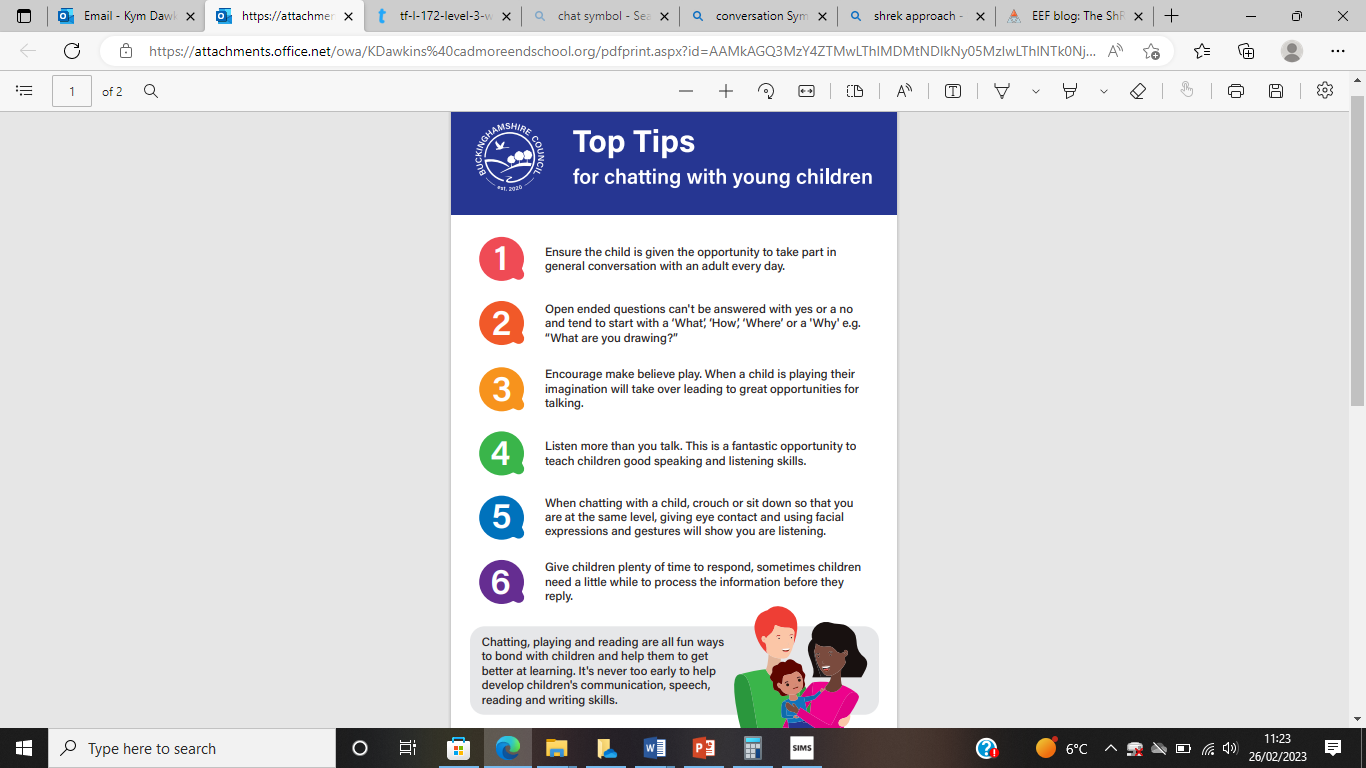 Email - Kym Dawk
https://attachmen
tf-l-172-level-3-w
chat symbol - Sea
conversation Sym
shrek approach -
EEF blog: The ShR
https://attachments.office.net/owa/KDawkins%40cadmoreendschool.org/pdfprint.aspx?id=AAMkAGQ3MzY4ZTMwLThlMDMtNDlkNy05MzIwLThlNTk0Nj...
1 of 2
BUCKINGHAMSHIRE COUNCIL
est. 2020
Top Tips
for chatting with young children
1
Ensure the child is given the opportunity to take part in
general conversation with an adult every day.
2
Open ended questions can't be answered with yes or a no
and tend to start with a ‘What’, ‘How’, ‘Where’ or a 'Why' e.g.
“What are you drawing?”
3
Encourage make believe play. When a child is playing their
imagination will take over leading to great opportunities for
talking.
4
Listen more than you talk. This is a fantastic opportunity to
teach children good speaking and listening skills.
5
When chatting with a child, crouch or sit down so that you
are at the same level, giving eye contact and using facial
expressions and gestures will show you are listening.
6
Give children plenty of time to respond, sometimes children
need a little while to process the information before they
reply.
Chatting, playing and reading are all fun ways
to bond with children and help them to get
better at learning. It's never too early to help
develop children's communication, speech,
reading and writing skills.
Type here to search
SIMS
6°C
11:23
26/02/2023